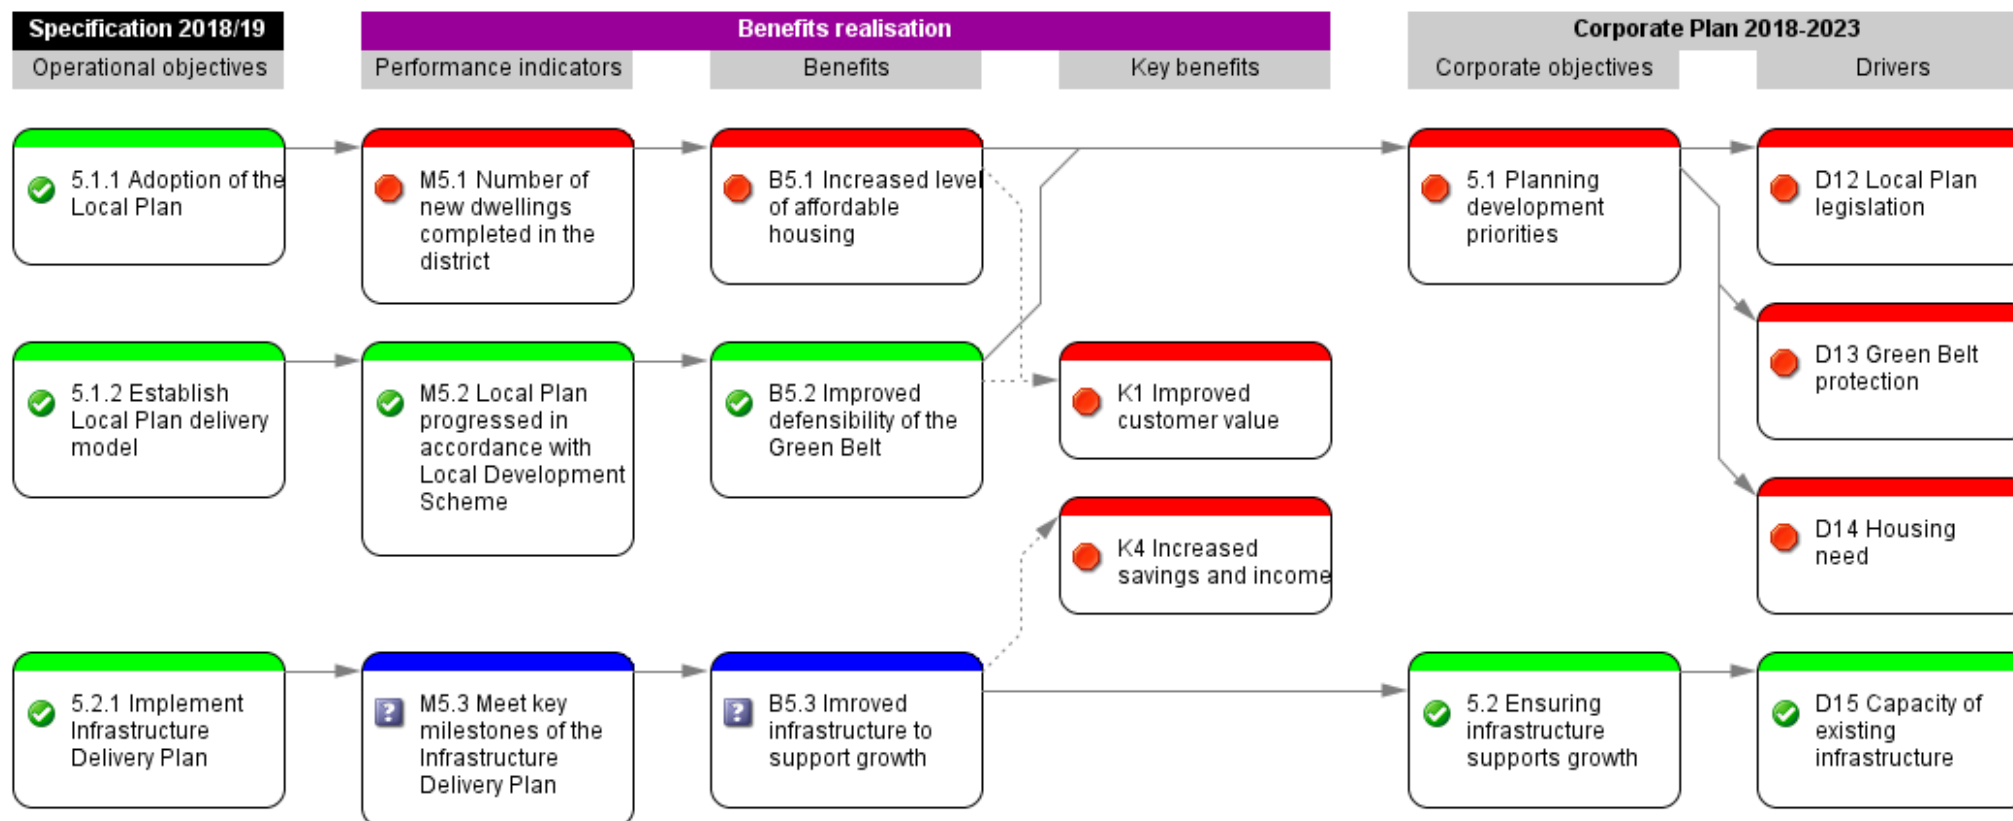 Specification 2018/19
Benefits realisation
Corporate Plan 2018-2023
Operational objectives
Performance indicators
Benefits
Key benefits
Corporate objectives
Drivers
5.1.1 Adoption of the
Local Plan
M5.1 Number of
new dwellings
completed in the
district
B5.1 Increased level
of affordable
housing
5.1 Planning
development
priorities
D12 Local Plan
legislation
D13 Green Belt
protection
5.1.2 Establish
Local Plan delivery
model
M5.2 Local Plan
progressed in
accordance with
Local Development
Scheme
B5.2 Improved
defensibility of the
Green Belt
K1 Improved
customer value
K4 Increased
savings and income
D14 Housing
need
5.2.1 Implement
Infrastructure
Delivery Plan
?
M5.3 Meet key
milestones of the
Infrastructure
Delivery Plan
?
B5.3 Imroved
infrastructure to
support growth
5.2 Ensuring
infrastructure
supports growth
D15 Capacity of
existing
infrastructure